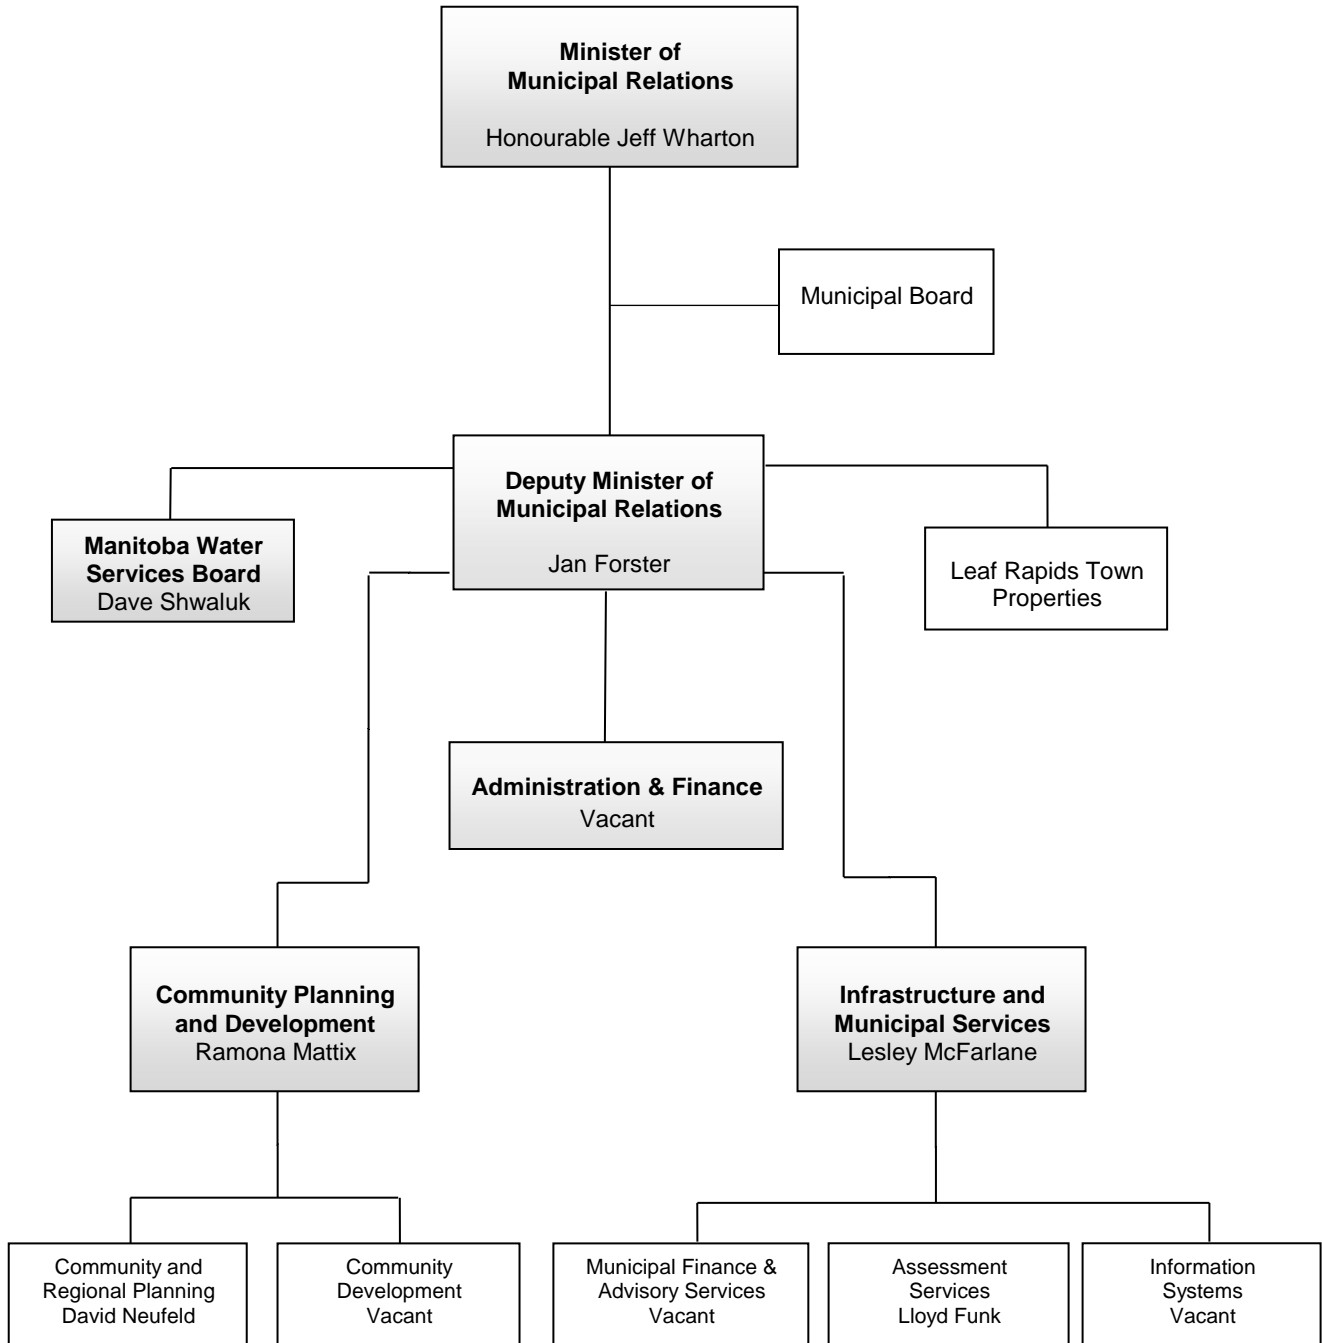 Minister of
Municipal Relations
Honourable Jeff Wharton
Municipal Board
Deputy Minister of
Municipal Relations
Jan Forster
Manitoba Water
Services Board
Dave Shwaluk
Leaf Rapids Town
Properties
Administration & Finance
Vacant
Community Planning
and Development
Ramona Mattix
Infrastructure and
Municipal Services
Lesley McFarlane
Community and
Regional Planning
David Neufeld
Community
Development
Vacant
Municipal Finance &
Advisory Services
Vacant
Assessment
Services
Lloyd Funk
Information
Systems
Vacant